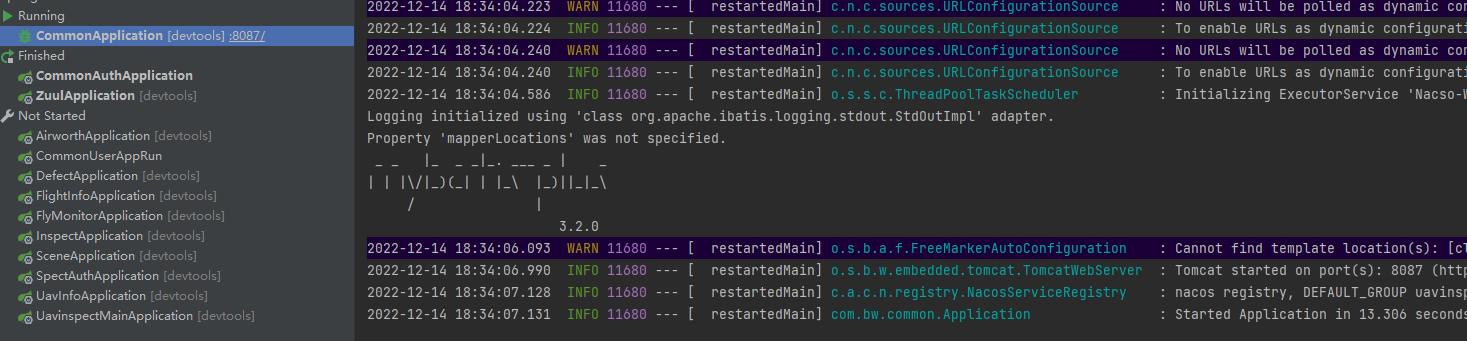 Running
CommonApplication [devtools] :8087/
Finished
CommonAuthApplication
ZuulApplication [devtools]
Not Started
AirworthApplication [devtools]
CommonUserAppRun
DefectApplication [devtools]
FlightInfoApplication [devtools]
FlyMonitorApplication [devtools]
InspectApplication [devtools]
SceneApplication [devtools]
SpectAuthApplication [devtools]
UavInfoApplication [devtools]
UavinspectMainApplication [devtools]
2022-12-14 18:34:04.223 WARN 11680 --- [ restartedMain] c.n.c.sources.URLConfigurationSource : No URLs will be polled as dynamic con
2022-12-14 18:34:04.224 INFO 11680 --- [ restartedMain] c.n.c.sources.URLConfigurationSource : To enable URLs as dynamic configurati
2022-12-14 18:34:04.240 WARN 11680 --- [ restartedMain] c.n.c.sources.URLConfigurationSource : No URLs will be polled as dynamic con
2022-12-14 18:34:04.240 INFO 11680 --- [ restartedMain] c.n.c.sources.URLConfigurationSource : To enable URLs as dynamic configurati
2022-12-14 18:34:04.586 INFO 11680 --- [ restartedMain] o.s.s.c.ThreadPoolTaskScheduler : Initializing ExecutorService 'Nacso-W
Logging initialized using 'class org.apache.ibatis.logging.stdout.StdOutImpl' adapter.
Property 'mapperLocations' was not specified.
 _ _   |_  _ _|_. ___ _ |    _
| | |\/|_)(_| | |_\  |_)||_|_\
     /               |
                        3.2.0
2022-12-14 18:34:06.093 WARN 11680 --- [ restartedMain] o.s.b.a.f.FreeMarkerAutoConfiguration : Cannot find template location(s): [cl
2022-12-14 18:34:06.990 INFO 11680 --- [ restartedMain] o.s.b.w.embedded.tomcat.TomcatWebServer : Tomcat started on port(s): 8087 (htt
2022-12-14 18:34:07.128 INFO 11680 --- [ restartedMain] c.a.c.n.registry.NacosServiceRegistry : nacos registry, DEFAULT_GROUP uavinsp
2022-12-14 18:34:07.131 INFO 11680 --- [ restartedMain] com.bw.common.Application : Started Application in 13.306 seconds